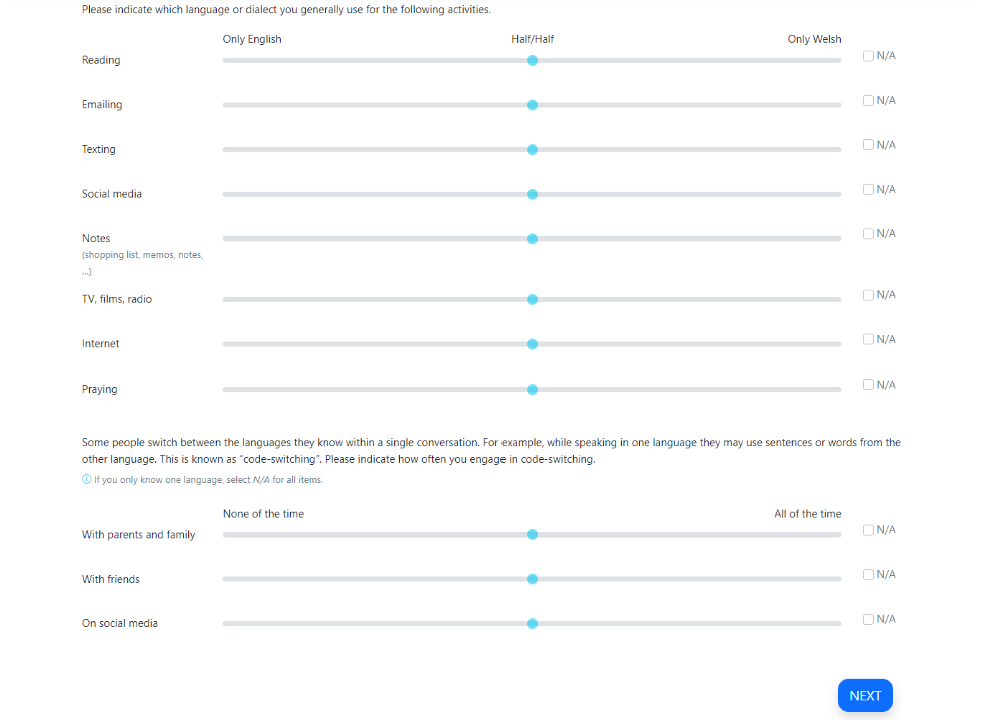 Please indicate which language or dialect you generally use for the following activities.
Only English Half/Half Only Welsh
Reading N/A
Emailing N/A
Texting N/A
Social media N/A
Notes N/A
(shopping list, memos, notes,
...)
TV, films, radio N/A
Internet N/A
Praying N/A
Some people switch between the languages they know within a single conversation. For example, while speaking in one language they may use sentences or words from the
other language. This is known as “code-switching”. Please indicate how often you engage in code-switching.
If you only know one language, select N/A for all items.
None of the time All of the time
With parents and family N/A
With friends N/A
On social media N/A
NEXT